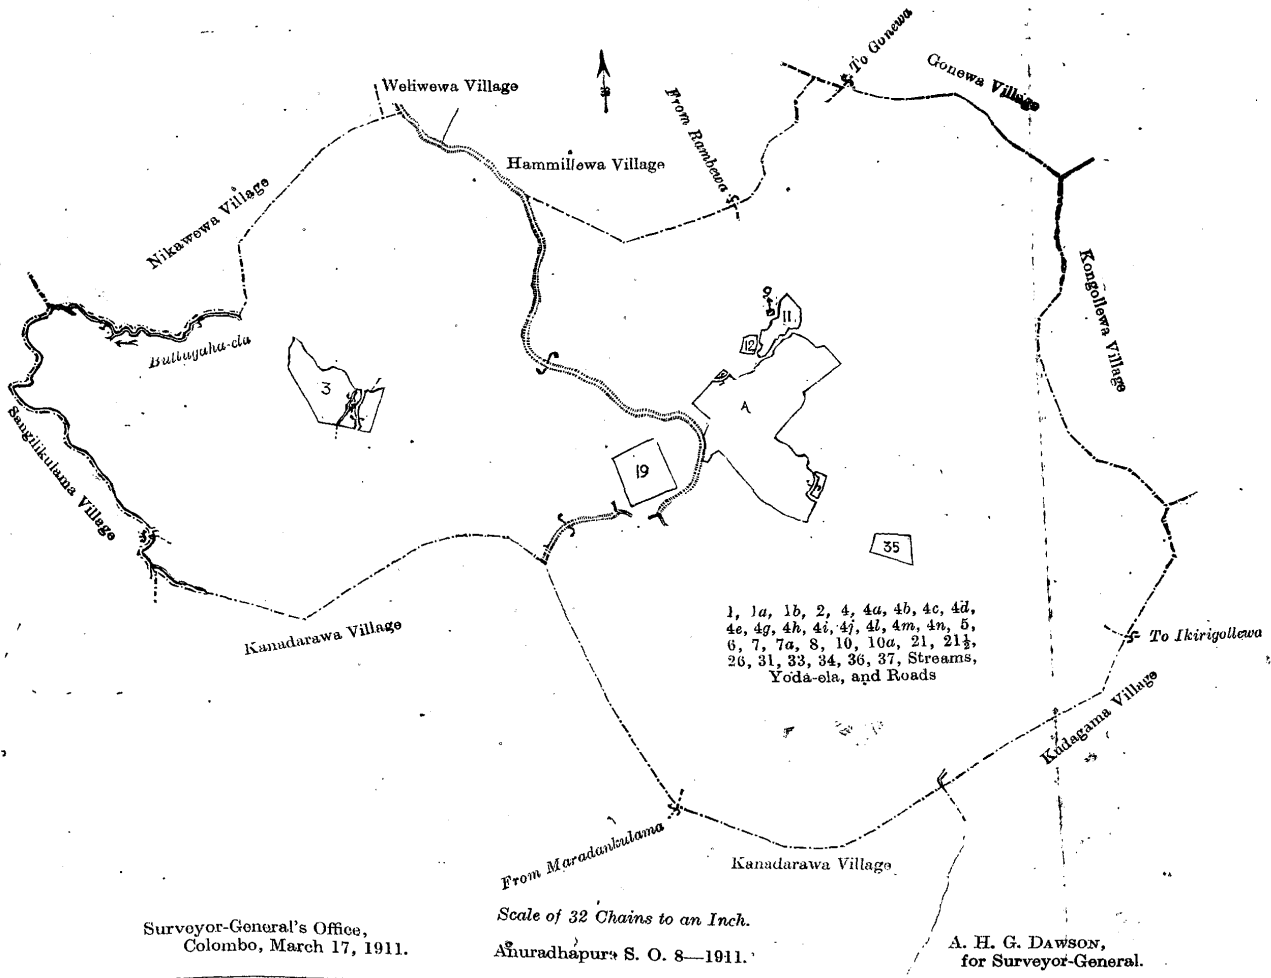 To Gonewa
Gonewa Village
Weliwewa Village
From Rambewa
Hammillewa Village
Nikawewa Village
Kongollewa Village
9
11
12
3
A
Sangilikulama Village
19
35
1, 1a, 1b, 2, 4, 4a, 4b, 4c, 4d,
4e, 4g, 4h, 4i, 4j, 4l, 4m, 4n, 5,
6, 7, 7a, 8, 10, 10a, 21, 21½,
26, 31, 33, 34, 36, 37, Streams,
Yoda-ela, and Roads
Kanadarawa Village
To Ikirigollewa
Kudagama Village
From Maradankulama
Kanadarawa Village
Scale of 32 Chains to an Inch.
Surveyor-General's Office,
Colombo, March 17, 1911.
Anuradhapura S. O. 8—1911.
A. H. G. DAWSON,
for Surveyor-General.